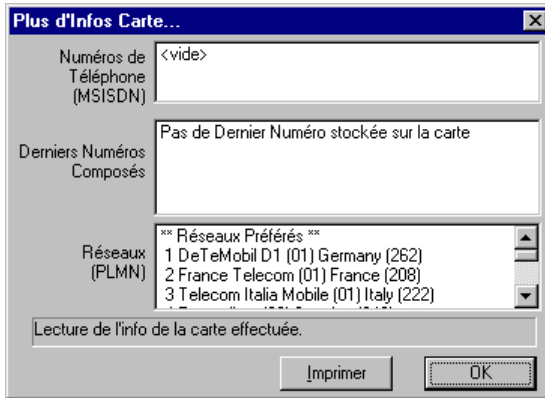 Plus d'Infos Carte...
Numéros de
Téléphone
(MSISDN)
<vide>
Derniers Numéros
Composés
Pas de Dernier Numéro stockée sur la carte
Réseaux
(PLMN)
** Réseaux Préférés **
1 DeTeMobil D1 (01) Germany (262)
2 France Telecom (01) France (208)
3 Telecom Italia Mobile (01) Italy (222)
Lecture de l'info de la carte effectuée.
Imprimer
OK